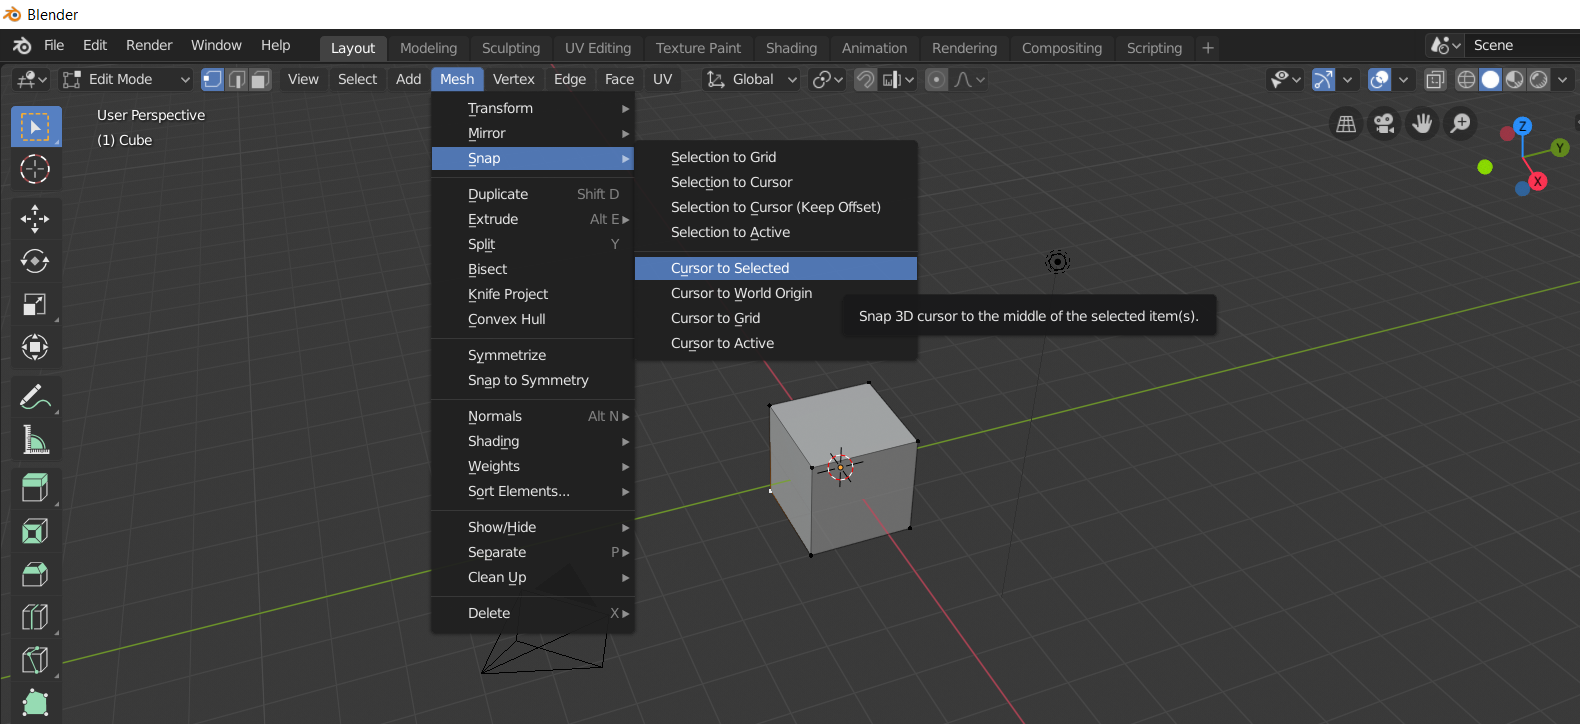 Blender
File Edit Render Window Help Layout Modeling Sculpting UV Editing Texture Paint Shading Animation Rendering Compositing Scripting + Scene
Edit Mode View Select Add Mesh Vertex Edge Face UV Global
User Perspective
(1) Cube
Transform
Mirror
Snap
Duplicate Shift D
Extrude Alt E
Split Y
Bisect
Knife Project
Convex Hull
Symmetrize
Snap to Symmetry
Normals Alt N
Shading
Weights
Sort Elements...
Show/Hide
Separate P
Clean Up
Delete X
Selection to Grid
Selection to Cursor
Selection to Cursor (Keep Offset)
Selection to Active
Cursor to Selected
Cursor to World Origin
Cursor to Grid
Cursor to Active
Snap 3D cursor to the middle of the selected item(s).
Z
Y
X